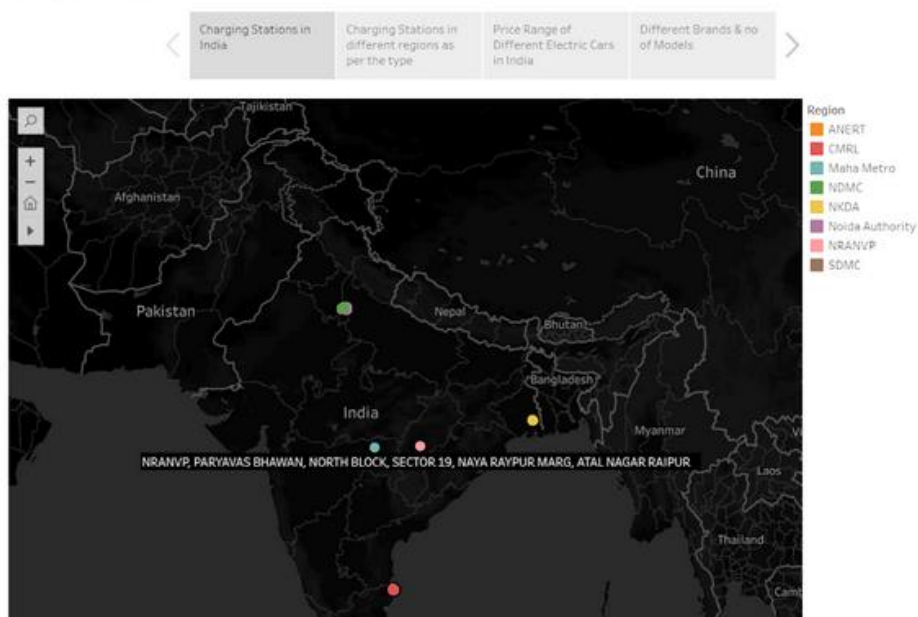 Charging Stations in
India
Charging Stations in
different regions as
per the type
Price Range of
Different Electric Cars
in India
Different Brands & no
of Models
Region
ANERT
CMRL
Maha Metro
NDMC
NKDA
Noida Authority
NRANVP
SDMC
Tajikistan
China
Afghanistan
Pakistan
Nepal
Bhutan
Bangladesh
India
Myanmar
NRANVP, PARYAVAS BHAWAN, NORTH BLOCK, SECTOR 19, NAYA RAYPUR MARG, ATAL NAGAR RAIPUR
Laos
Thailand